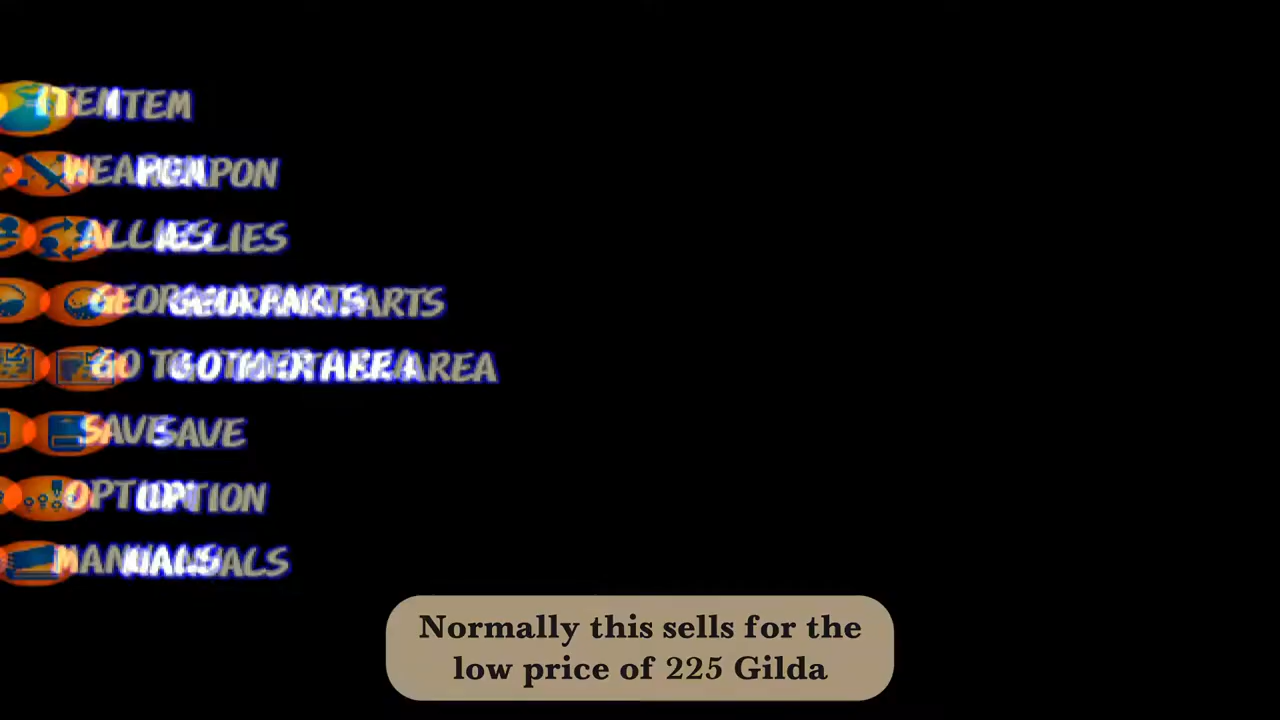 ITEM
WEAPON
ALLIES
GEORAMA PARTS
GO TO OTHER AREA
SAVE
OPTION
MANUALS
Normally this sells for the
low price of 225 Gilda